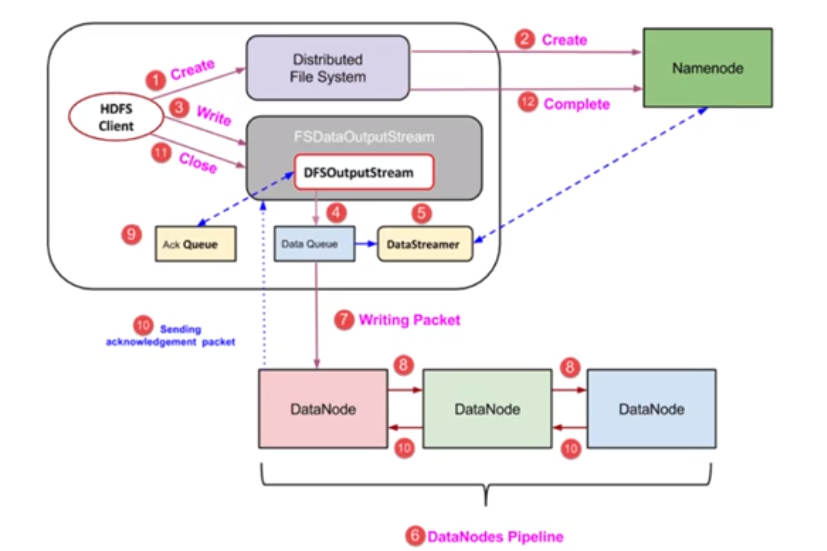 2 Create
Distributed
File System
Namenode
1 Create
12 Complete
HDFS
Client
3 Write
11 Close
FSDataOutputStream
DFSOutputStream
4
5
9
Ack Queue
Data Queue
DataStreamer
10 Sending
acknowledgement packet
7 Writing Packet
8
8
DataNode
DataNode
DataNode
10
10
6 DataNodes Pipeline